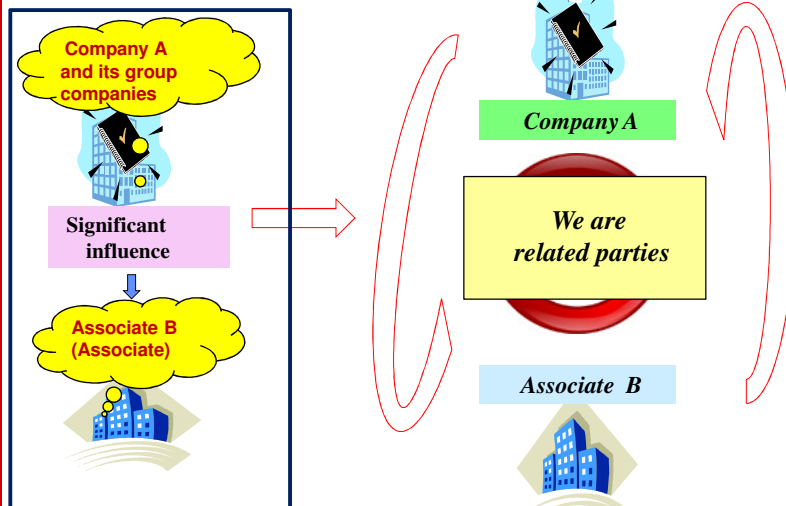 Company A
and its group
companies
Significant
influence
Associate B
(Associate)
Company A
We are
related parties
Associate B